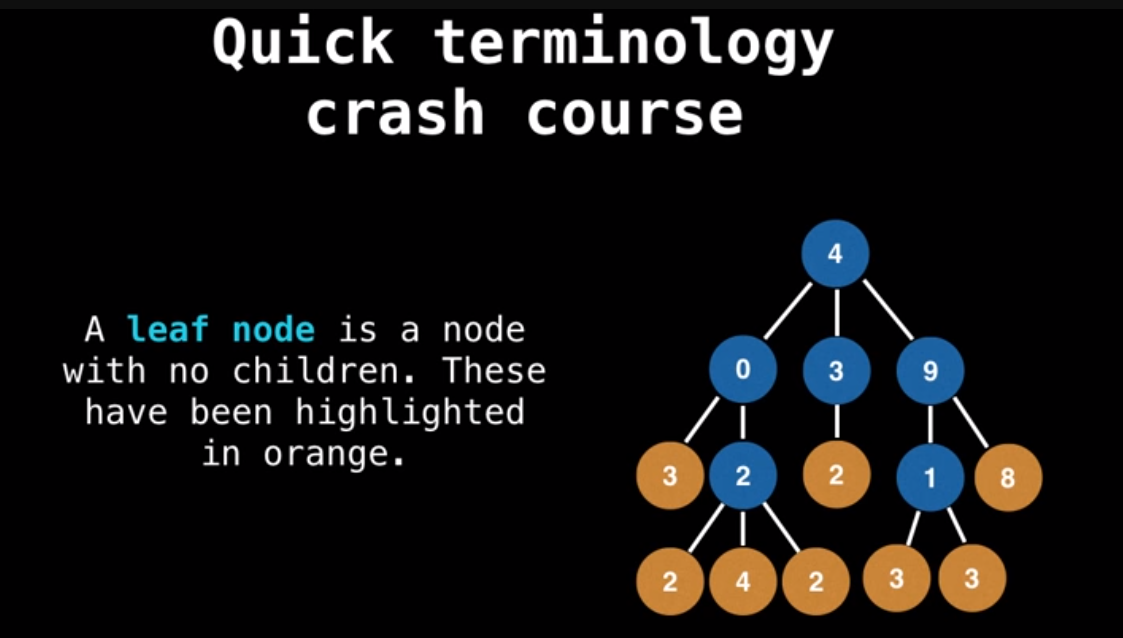 Quick terminology
crash course
A leaf node is a node
with no children. These
have been highlighted
in orange.
4
0 3 9
3 2 2 1 8
2 4 2 3 3